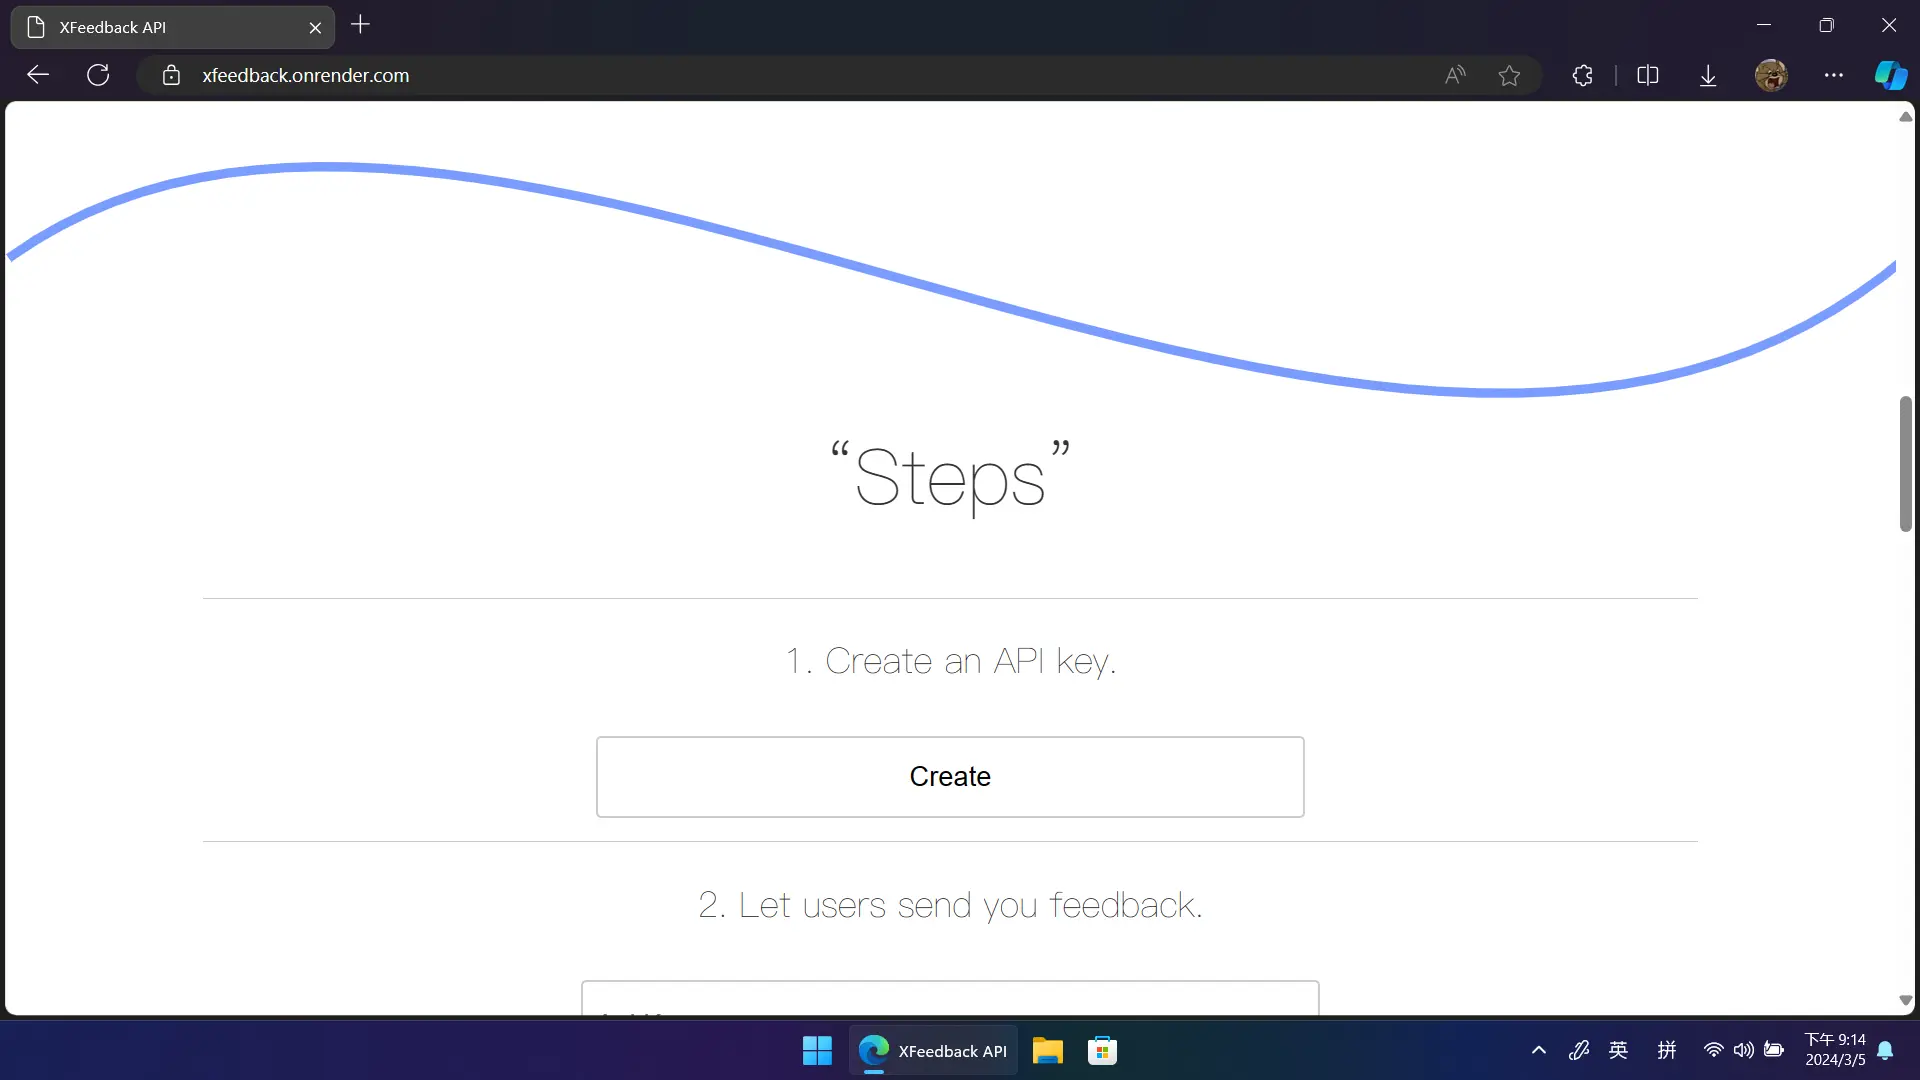 XFeedback API
xfeedback.onrender.com
“Steps”
1. Create an API key.
Create
2. Let users send you feedback.
XFeedback API
英
拼
下午 9:14
2024/3/5